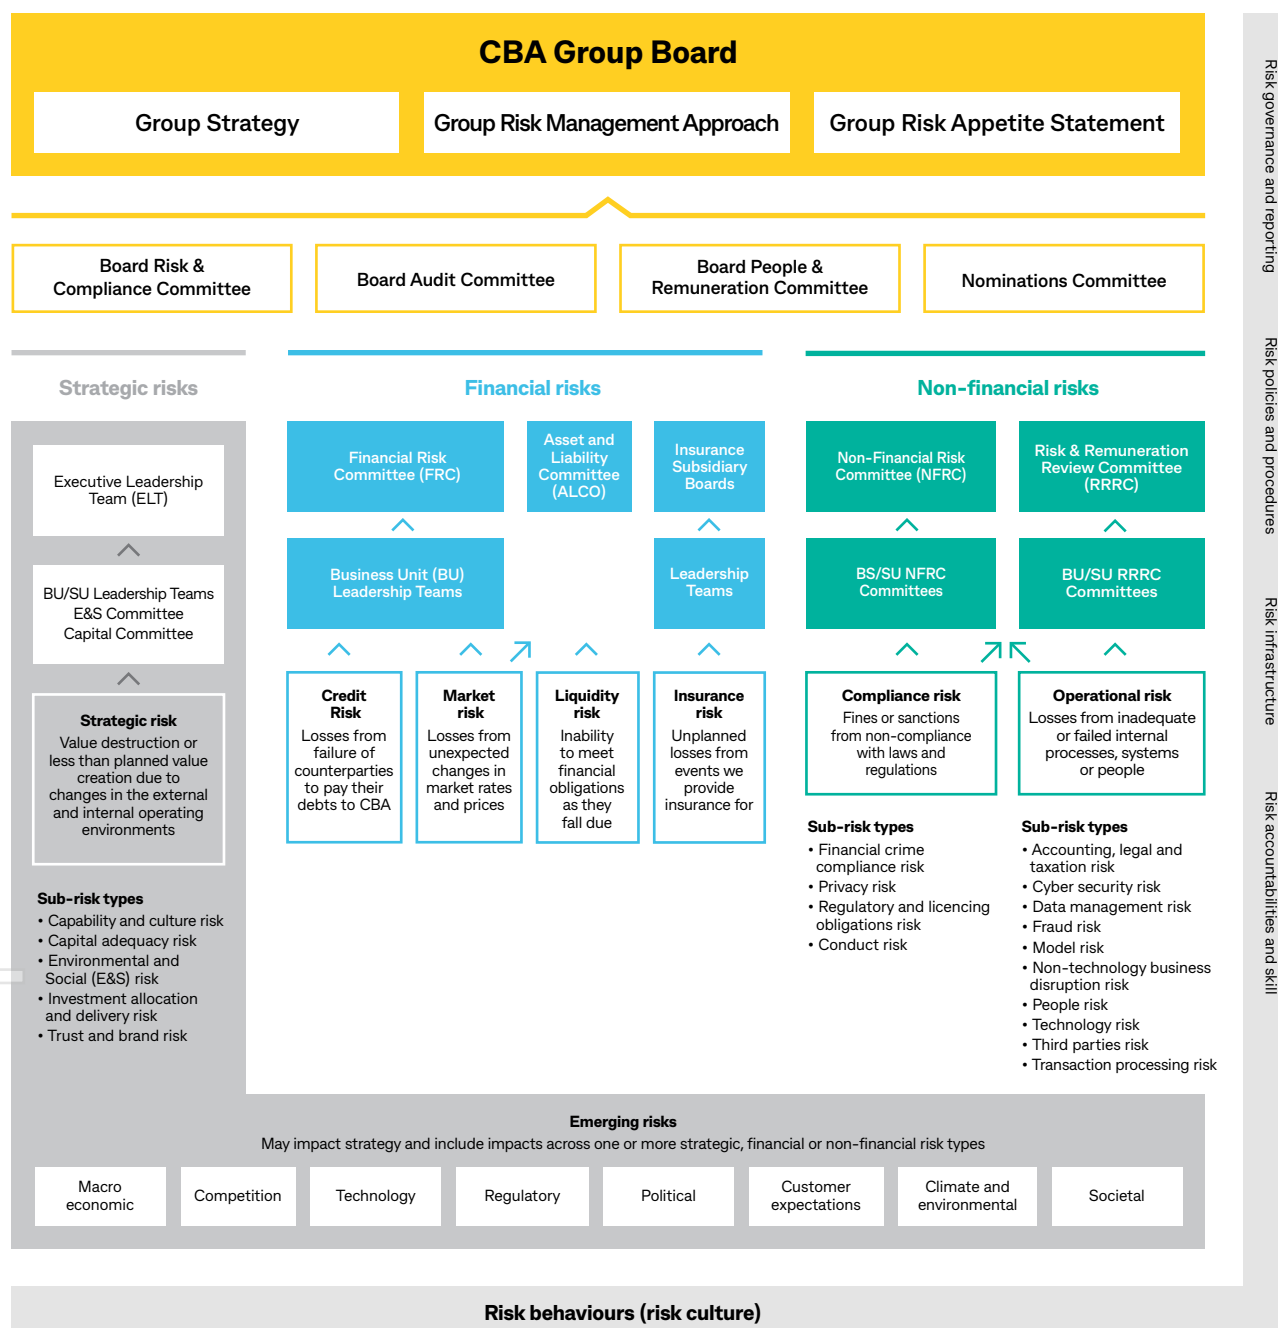 CBA Group Board
Group Strategy
Group Risk Management Approach
Group Risk Appetite Statement
Board Risk &
Compliance Committee
Board Audit Committee
Board People &
Remuneration Committee
Nominations Committee
Strategic risks
Executive Leadership
Team (ELT)
BU/SU Leadership Teams
E&S Committee
Capital Committee
Strategic risk
Value destruction or
less than planned value
creation due to
changes in the external
and internal operating
environments
Sub-risk types
• Capability and culture risk
• Capital adequacy risk
• Environmental and
Social (E&S) risk
• Investment allocation
and delivery risk
• Trust and brand risk
Financial risks
Financial Risk
Committee (FRC)
Asset and
Liability
Committee
(ALCO)
Insurance
Subsidiary
Boards
Business Unit (BU)
Leadership Teams
Leadership
Teams
Credit
Risk
Losses from
failure of
counterparties
to pay their
debts to CBA
Market
risk
Losses from
unexpected
changes in
market rates
and prices
Liquidity
risk
Inability
to meet
financial
obligations
as they
fall due
Insurance
risk
Unplanned
losses from
events we
provide
insurance for
Non-financial risks
Non-Financial Risk
Committee (NFRC)
Risk & Remuneration
Review Committee
(RRRC)
BS/SU NFRC
Committees
BU/SU RRRC
Committees
Compliance risk
Fines or sanctions
from non-compliance
with laws and
regulations
Operational risk
Losses from inadequate
or failed internal
processes, systems
or people
Sub-risk types
• Financial crime
compliance risk
• Privacy risk
• Regulatory and licencing
obligations risk
• Conduct risk
Sub-risk types
• Accounting, legal and
taxation risk
• Cyber security risk
• Data management risk
• Fraud risk
• Model risk
• Non-technology business
disruption risk
• People risk
• Technology risk
• Third parties risk
• Transaction processing risk
Emerging risks
May impact strategy and include impacts across one or more strategic, financial or non-financial risk types
Macro
economic
Competition
Technology
Regulatory
Political
Customer
expectations
Climate and
environmental
Societal
Risk behaviours (risk culture)
Risk governance and reporting
Risk policies and procedures
Risk infrastructure
Risk accountabilities and skill